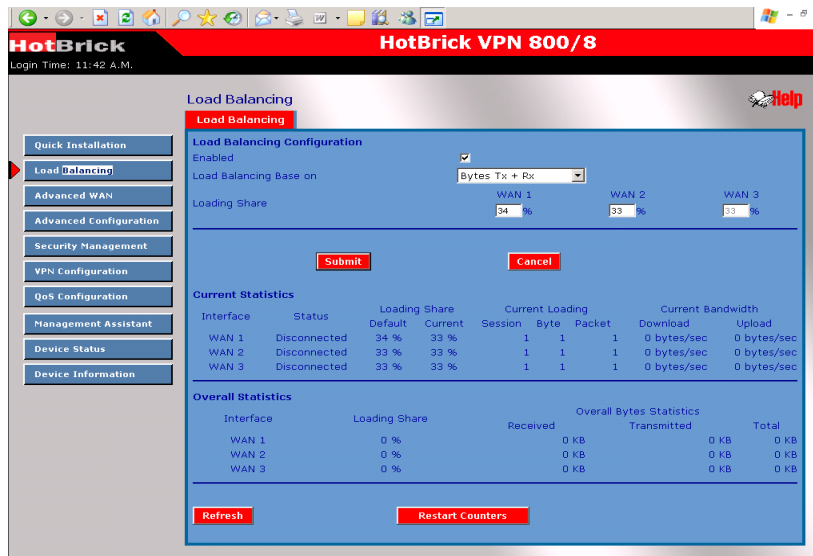 HotBrick
HotBrick VPN 800/8
Login Time: 11:42 A.M.
Load Balancing
Help
Load Balancing
Quick Installation
Load Balancing
Advanced WAN
Advanced Configuration
Security Management
VPN Configuration
QoS Configuration
Management Assistant
Device Status
Device Information
Load Balancing Configuration
Enabled
Load Balancing Base on Bytes Tx + Rx
WAN 1 WAN 2 WAN 3
Loading Share 34 % 33 % 33 %
Submit Cancel
Current Statistics
Interface Status Loading Share Current Loading Current Bandwidth
Default Current Session Byte Packet Download Upload
WAN 1 Disconnected 34 % 33 % 1 1 1 0 bytes/sec 0 bytes/sec
WAN 2 Disconnected 33 % 33 % 1 1 1 0 bytes/sec 0 bytes/sec
WAN 3 Disconnected 33 % 33 % 1 1 1 0 bytes/sec 0 bytes/sec
Overall Statistics
Interface Loading Share Overall Bytes Statistics
Received Transmitted Total
WAN 1 0 % 0 KB 0 KB 0 KB
WAN 2 0 % 0 KB 0 KB 0 KB
WAN 3 0 % 0 KB 0 KB 0 KB
Refresh Restart Counters